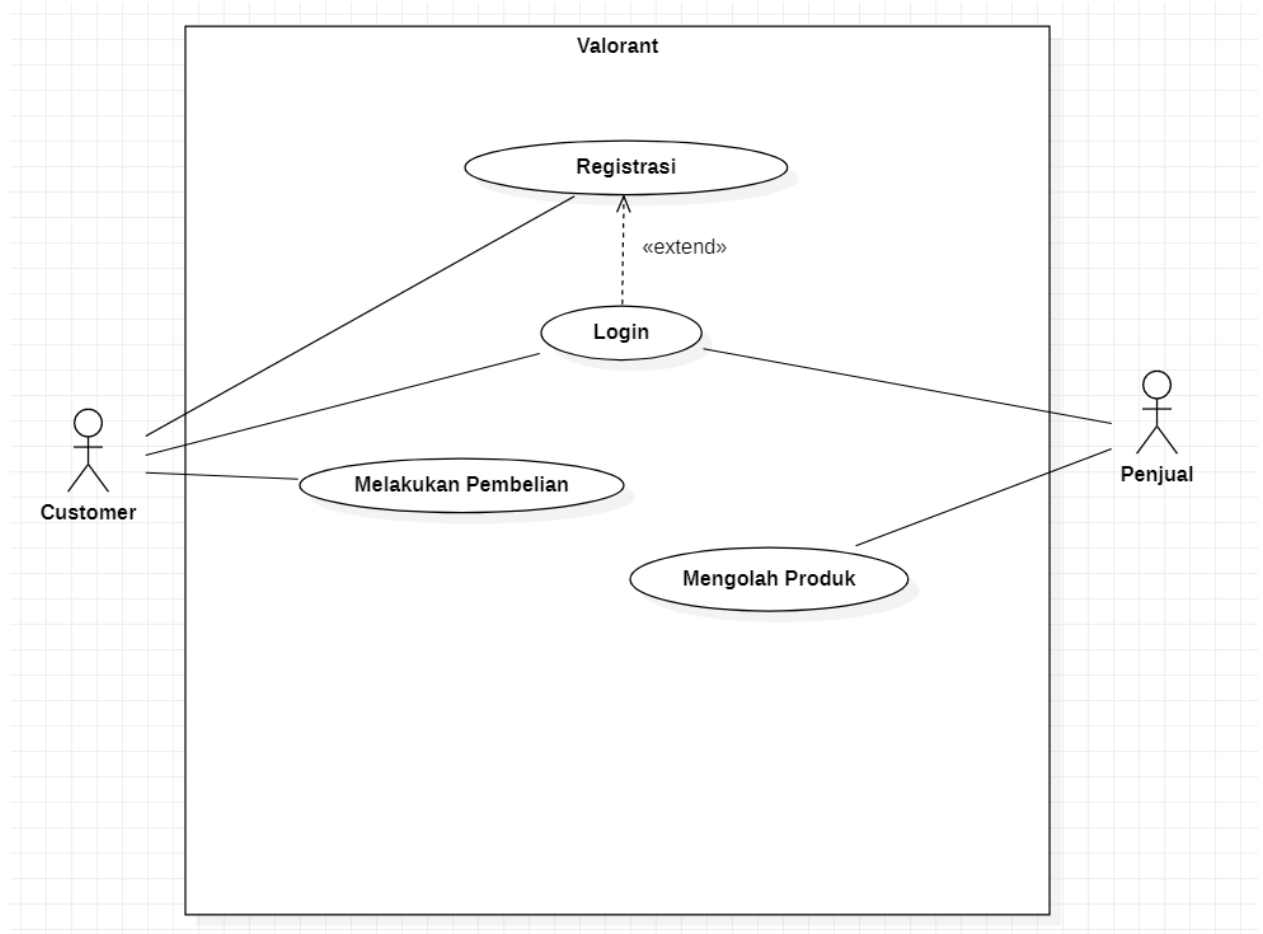 Valorant
Registrasi
«extend»
Login
Melakukan Pembelian
Penjual
Customer
Mengolah Produk